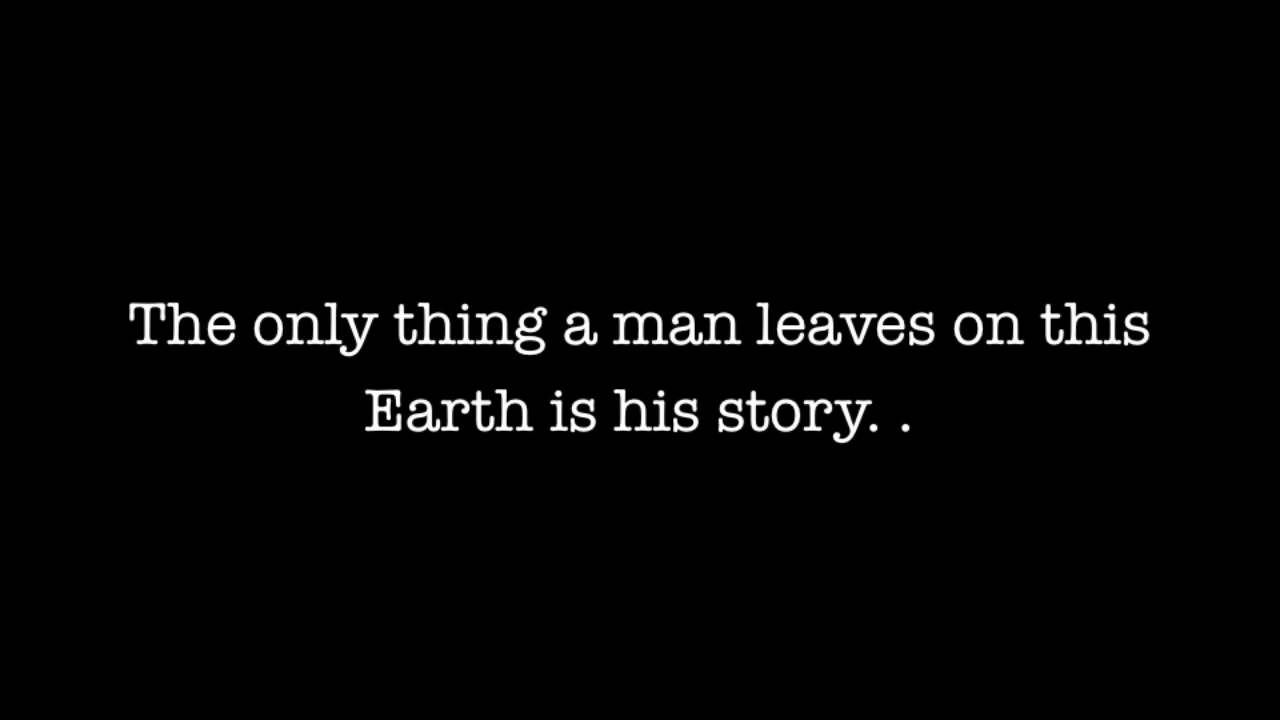 The only thing a man leaves on this
Earth is his story. .